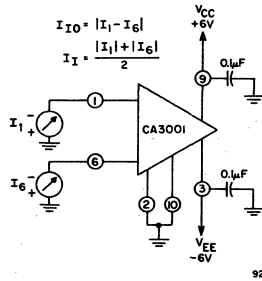 I_IO = |I_1 - I_6|
I_I = |I_1| + |I_6| / 2
V_CC
+6V
0.1μF
9
1
I_1 + -
CA3001
6
I_6 + -
2
10
3
0.1μF
V_EE
-6V
92